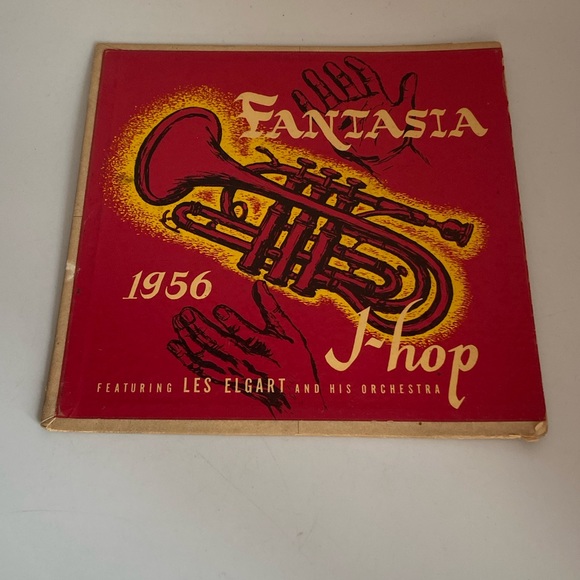 FANTASIA
1956
J-hop
FEATURING LES ELGART AND HIS ORCHESTRA